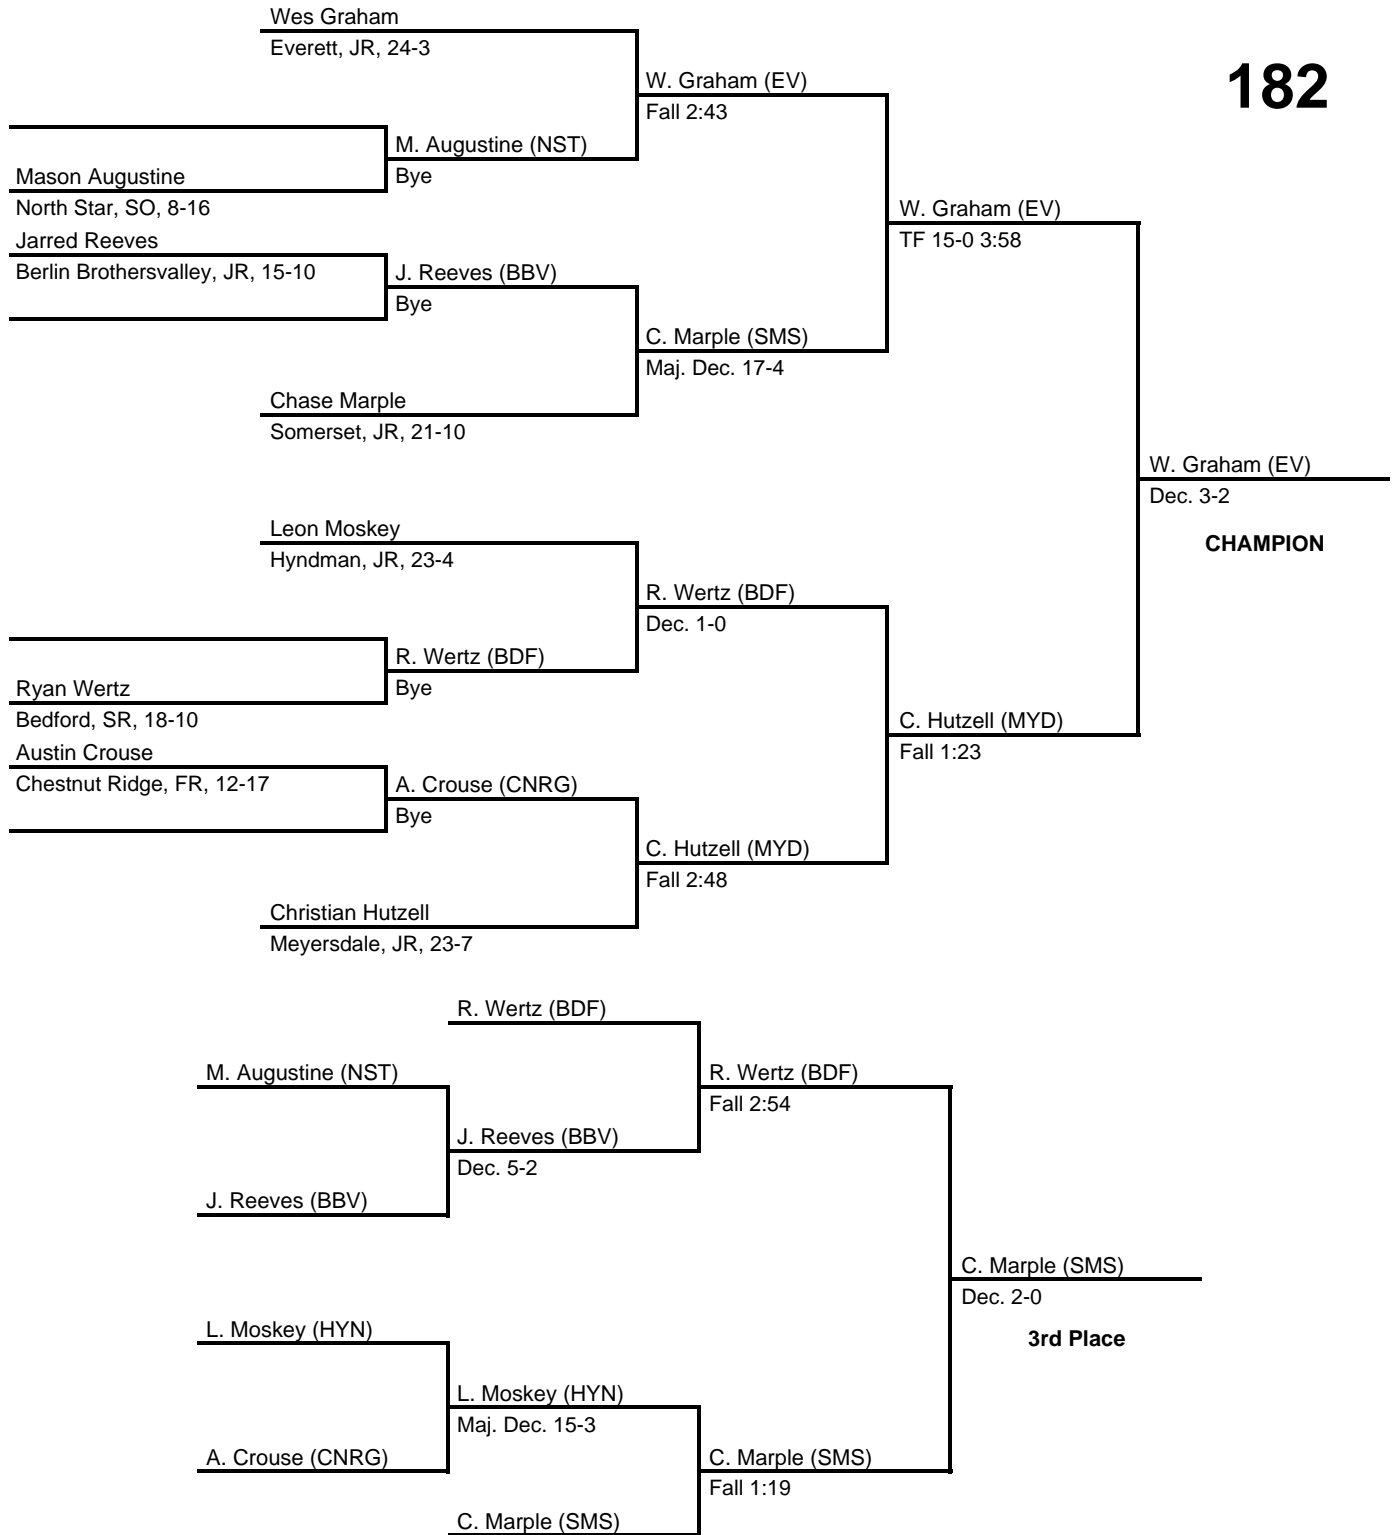 Wes Graham
Everett, JR, 24-3
182
W. Graham (EV)
Fall 2:43
M. Augustine (NST)
Bye
Mason Augustine
North Star, SO, 8-16
W. Graham (EV)
TF 15-0 3:58
Jarred Reeves
Berlin Brothersvalley, JR, 15-10
J. Reeves (BBV)
Bye
C. Marple (SMS)
Maj. Dec. 17-4
Chase Marple
Somerset, JR, 21-10
W. Graham (EV)
Dec. 3-2
CHAMPION
Leon Moskey
Hyndman, JR, 23-4
R. Wertz (BDF)
Dec. 1-0
R. Wertz (BDF)
Bye
Ryan Wertz
Bedford, SR, 18-10
C. Hutzell (MYD)
Fall 1:23
Austin Crouse
Chestnut Ridge, FR, 12-17
A. Crouse (CNRG)
Bye
C. Hutzell (MYD)
Fall 2:48
Christian Hutzell
Meyersdale, JR, 23-7
R. Wertz (BDF)
M. Augustine (NST)
R. Wertz (BDF)
Fall 2:54
J. Reeves (BBV)
Dec. 5-2
J. Reeves (BBV)
C. Marple (SMS)
Dec. 2-0
3rd Place
L. Moskey (HYN)
L. Moskey (HYN)
Maj. Dec. 15-3
A. Crouse (CNRG)
C. Marple (SMS)
Fall 1:19
C. Marple (SMS)